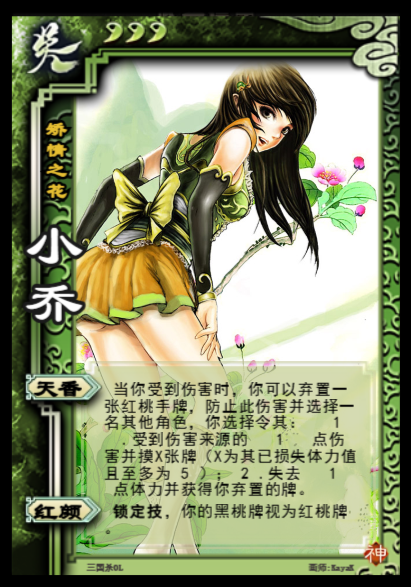 吴
矫情之花
小乔
天香
当你受到伤害时，你可以弃置一
张红桃手牌，防止此伤害并选择一
名其他角色，你选择令其： 1
．受到伤害来源的 1 点伤
害并摸X张牌（X为其已损失体力值
且至多为 5 ）； 2 ．失去 1
点体力并获得你弃置的牌。
红颜
锁定技，你的黑桃牌视为红桃牌
。
神
三国杀OL
画师:KayaK